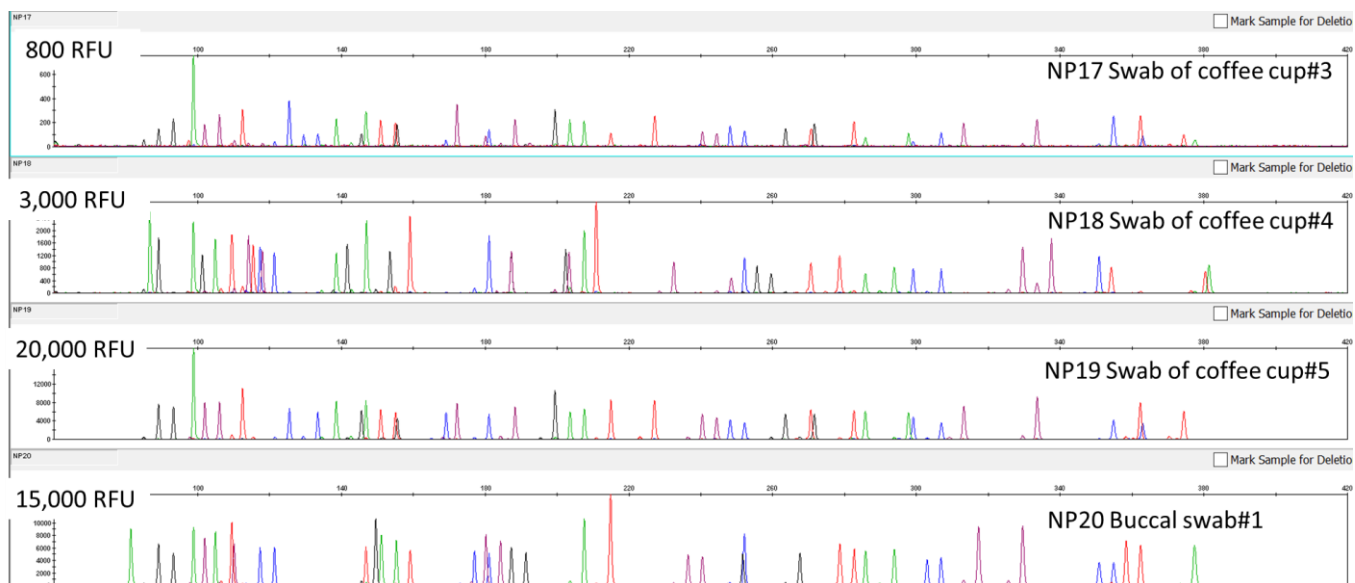 NP17
Mark Sample for Deletio
800 RFU
100 140 180 220 260 300 340 380 420
NP17 Swab of coffee cup#3
600
400
200
0
NP18
Mark Sample for Deletio
3,000 RFU
100 140 180 220 260 300 340 380 420
NP18 Swab of coffee cup#4
2000
1600
1200
800
400
0
NP19
Mark Sample for Deletio
20,000 RFU
100 140 180 220 260 300 340 380 420
NP19 Swab of coffee cup#5
12000
8000
4000
0
NP20
Mark Sample for Deletio
15,000 RFU
100 140 180 220 260 300 340 380 420
NP20 Buccal swab#1
10000
8000
6000
4000
2000